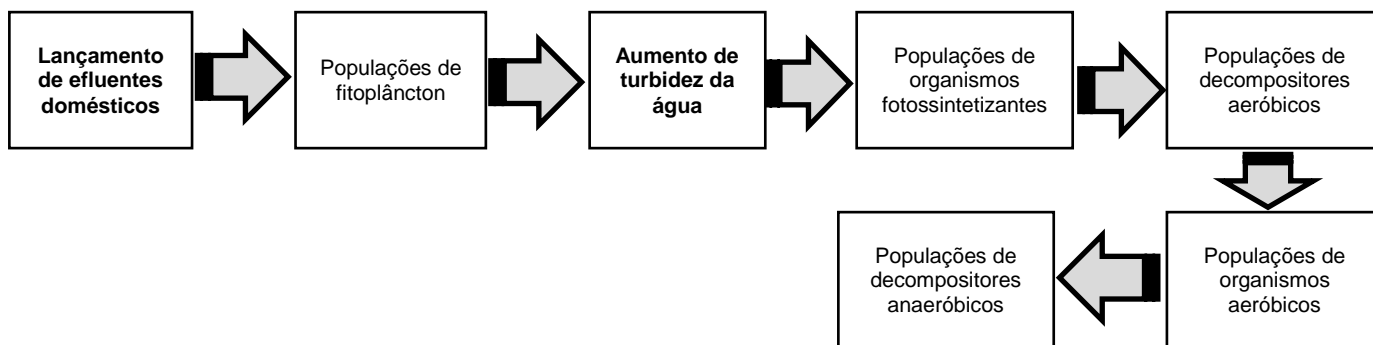 Lançamento
de efluentes
domésticos
Populações de
fitoplâncton
Aumento de
turbidez da
água
Populações de
organismos
fotossintetizantes
Populações de
decompositores
aeróbicos
Populações de
organismos
aeróbicos
Populações de
decompositores
anaeróbicos